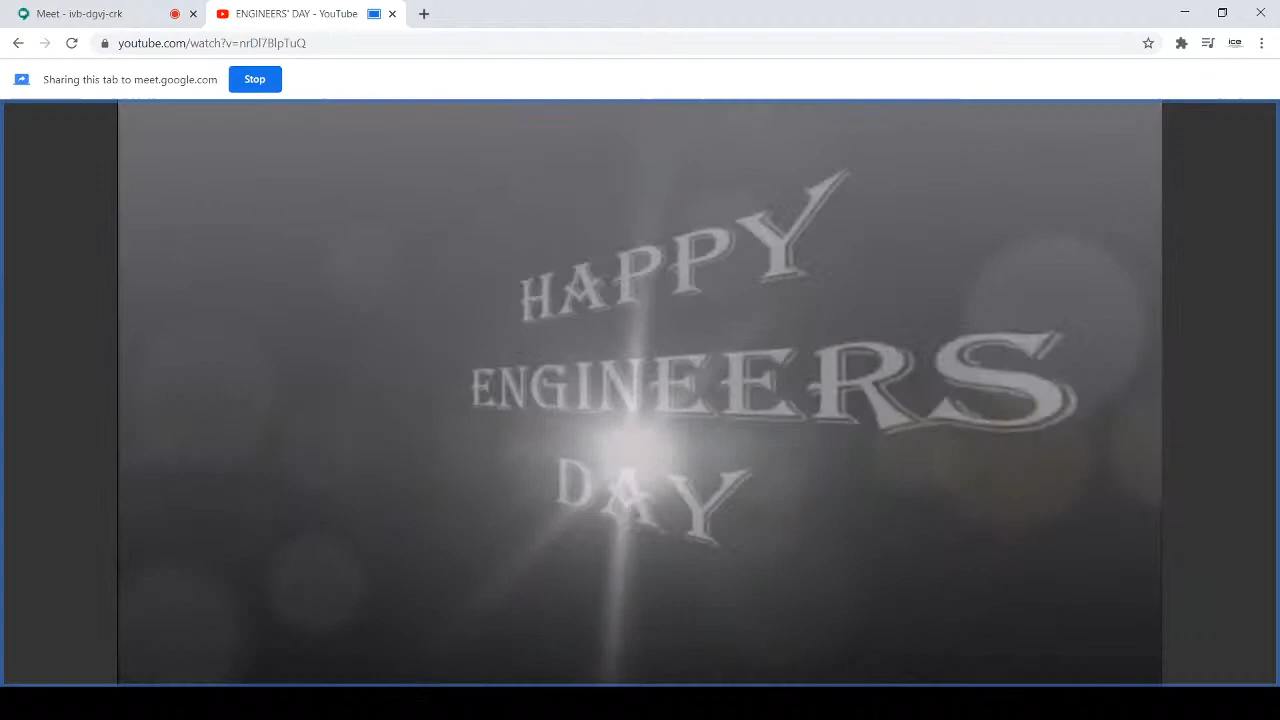 Meet - ivb-dgvj-crk
ENGINEERS' DAY - YouTube
youtube.com/watch?v=nrDl7BlpTuQ
ice
Sharing this tab to meet.google.com
Stop
HAPPY
ENGINEERS
DAY